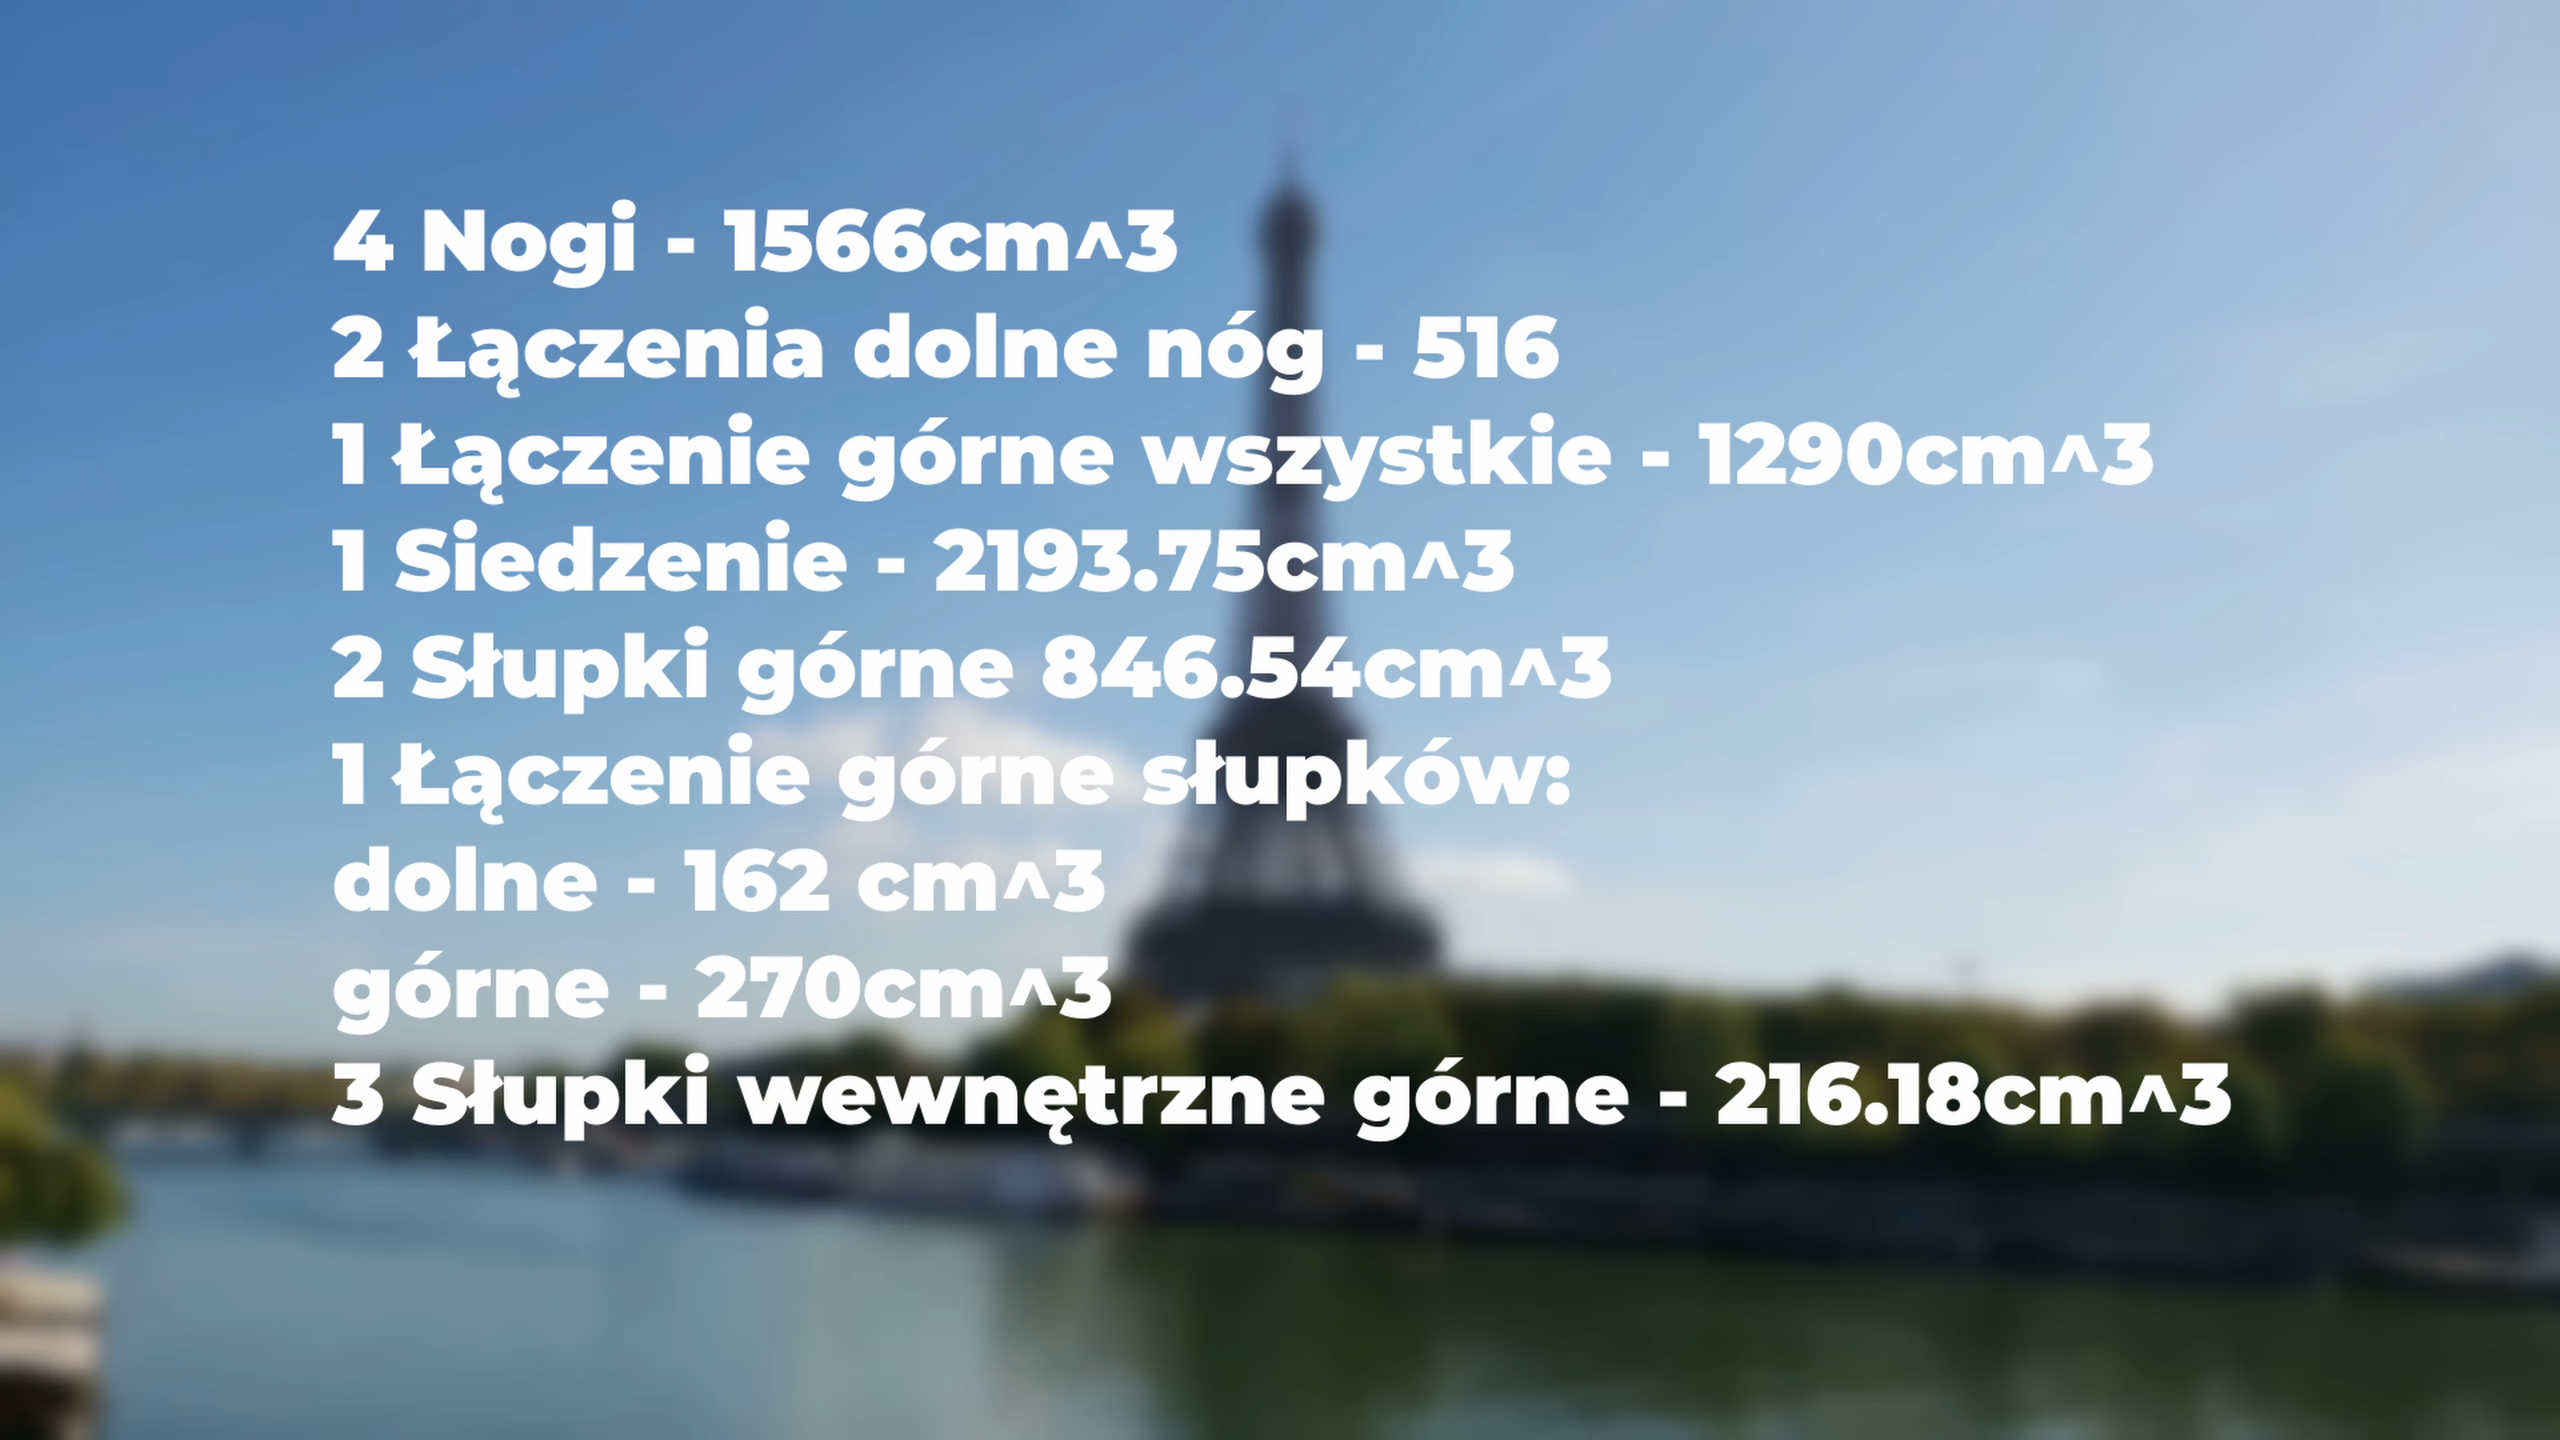 4 Nogi - 1566cm^3
2 Łączenia dolne nóg - 516
1 Łączenie górne wszystkie - 1290cm^3
1 Siedzenie - 2193.75cm^3
2 Słupki górne 846.54cm^3
1 Łączenie górne słupków:
dolne - 162 cm^3
górne - 270cm^3
3 Słupki wewnętrzne górne - 216.18cm^3